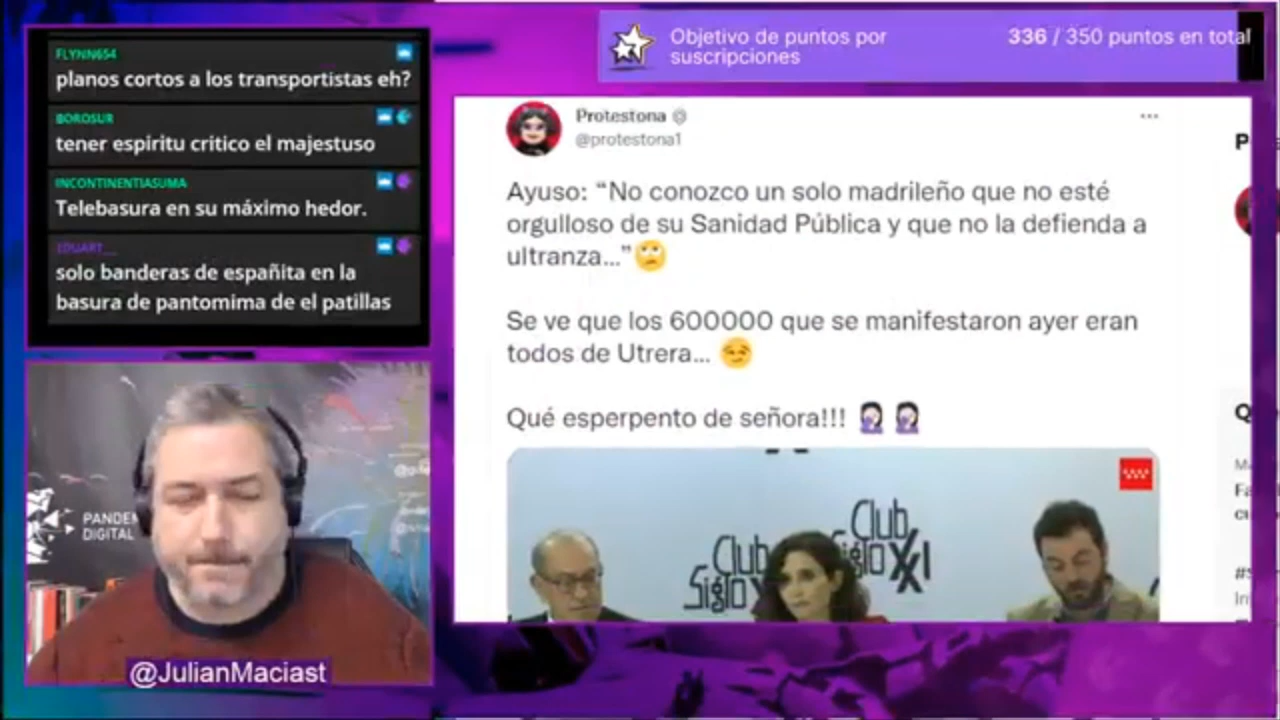 FLYNN654
planos cortos a los transportistas eh?
BOROSUR
tener espiritu critico el majestuso
INCONTINENTIASUMA
Telebasura en su máximo hedor.
solo banderas de españita en la
basura de pantomima de el patillas
PANDEM
DIGITAL
@JulianMaciast
Objetivo de puntos por
suscripciones
336 / 350 puntos en total
Protestona
@protestona1
Ayuso: “No conozco un solo madrileño que no esté
orgulloso de su Sanidad Pública y que no la defienda a
ultranza...”
Se ve que los 600000 que se manifestaron ayer eran
todos de Utrera...
Qué esperpento de señora!!!
Club
Siglo
Club
Siglo XXI